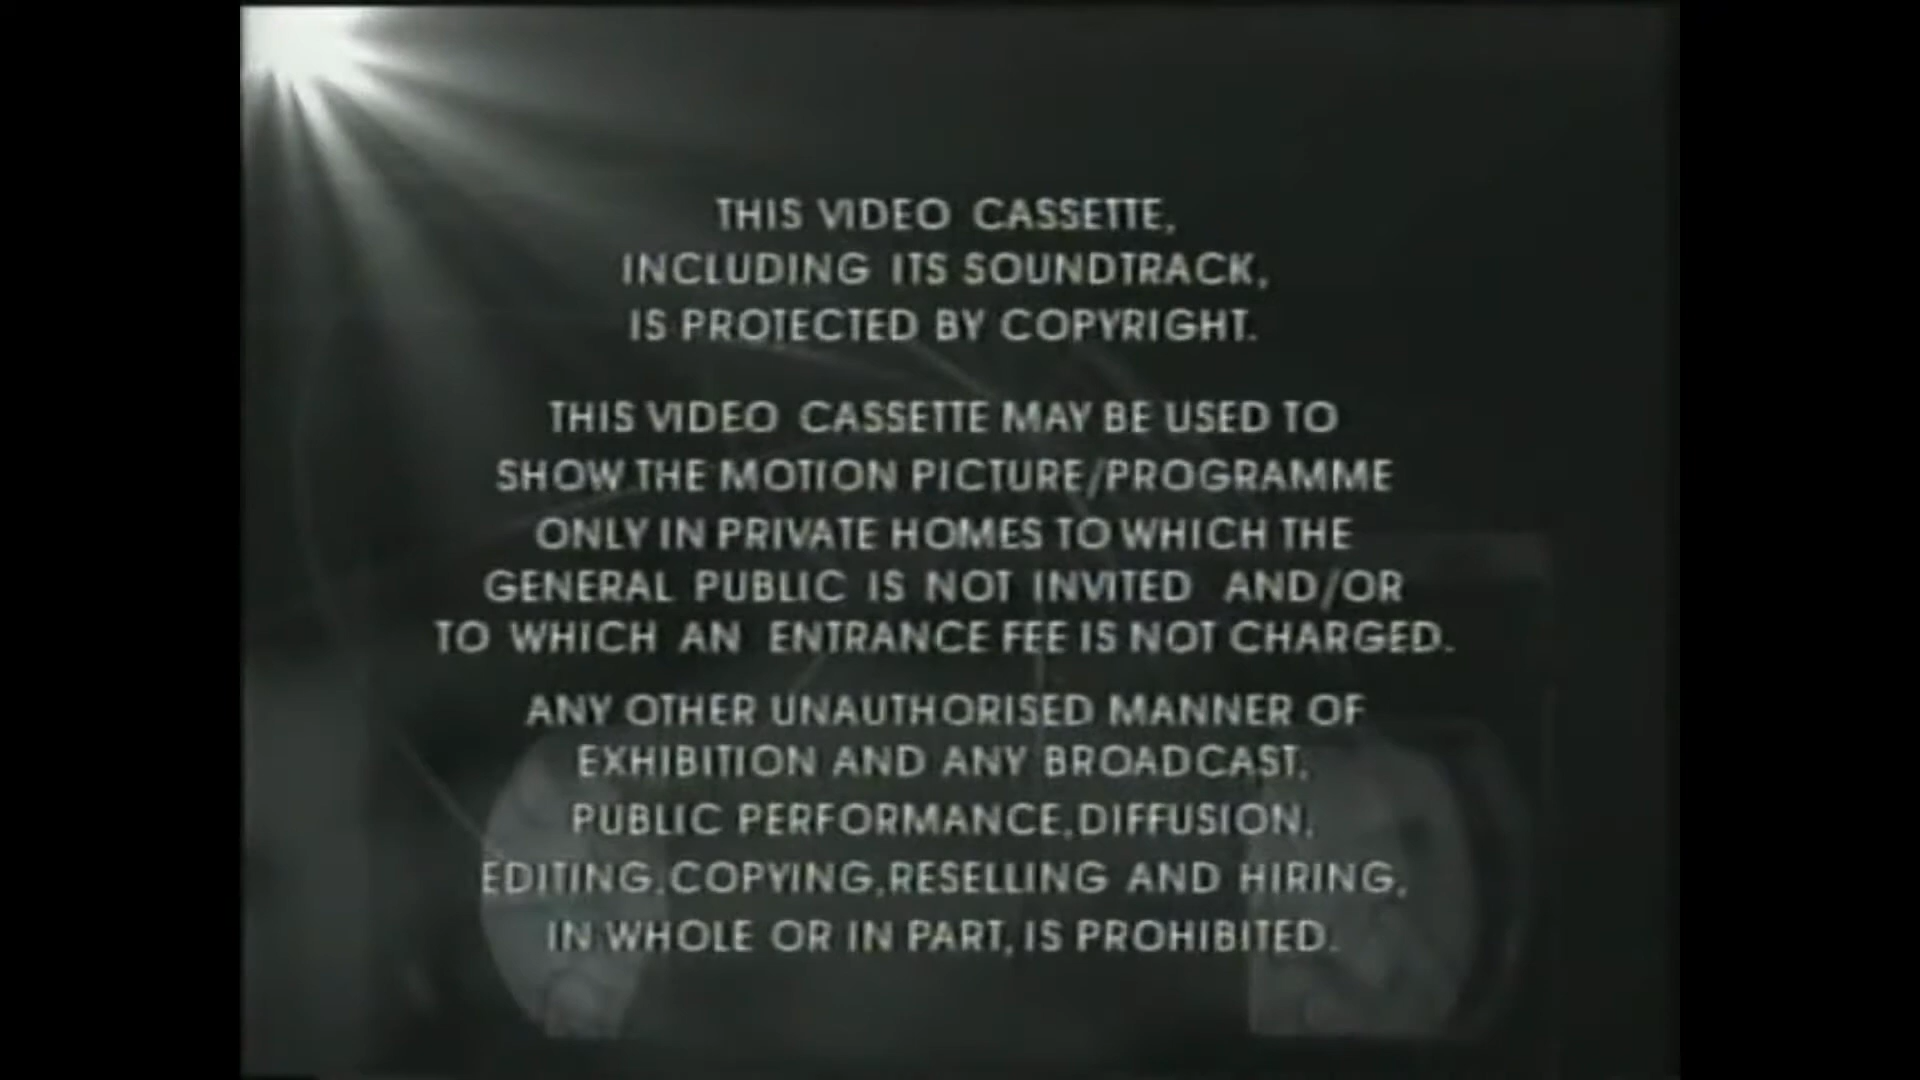 THIS VIDEO CASSETTE,
INCLUDING ITS SOUNDTRACK,
IS PROTECTED BY COPYRIGHT.
THIS VIDEO CASSETTE MAY BE USED TO
SHOW THE MOTION PICTURE/PROGRAMME
ONLY IN PRIVATE HOMES TO WHICH THE
GENERAL PUBLIC IS NOT INVITED AND/OR
TO WHICH AN ENTRANCE FEE IS NOT CHARGED.
ANY OTHER UNAUTHORISED MANNER OF
EXHIBITION AND ANY BROADCAST,
PUBLIC PERFORMANCE,DIFFUSION,
EDITING,COPYING,RESELLING AND HIRING,
IN WHOLE OR IN PART, IS PROHIBITED.